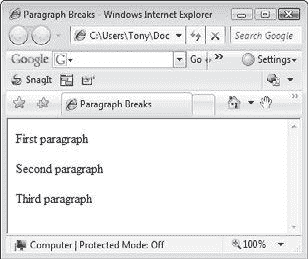 Paragraph Breaks - Windows Internet Explorer
C:\Users\Tony\Doc
Search Google
Google
G
Go
Settings
SnagIt
Paragraph Breaks
First paragraph
Second paragraph
Third paragraph
Computer | Protected Mode: Off
100%